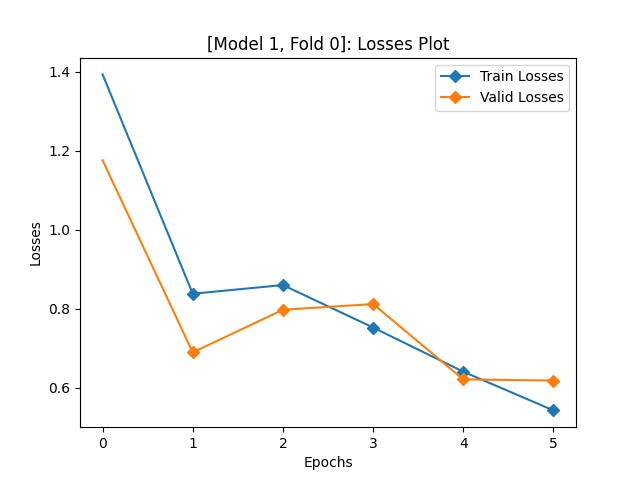 [Model 1, Fold 0]: Losses Plot
Train Losses
Valid Losses
Losses
1.4
1.2
1.0
0.8
0.6
0 1 2 3 4 5
Epochs